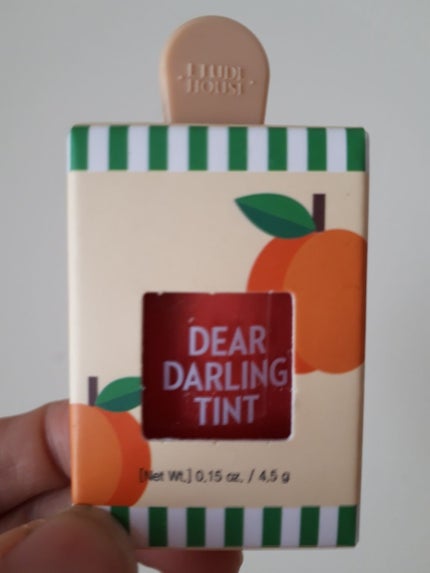 ETUDE
HOUSE
DEAR
DARLING
TINT
[Net Wt.] 0.15 oz. / 4.5 g